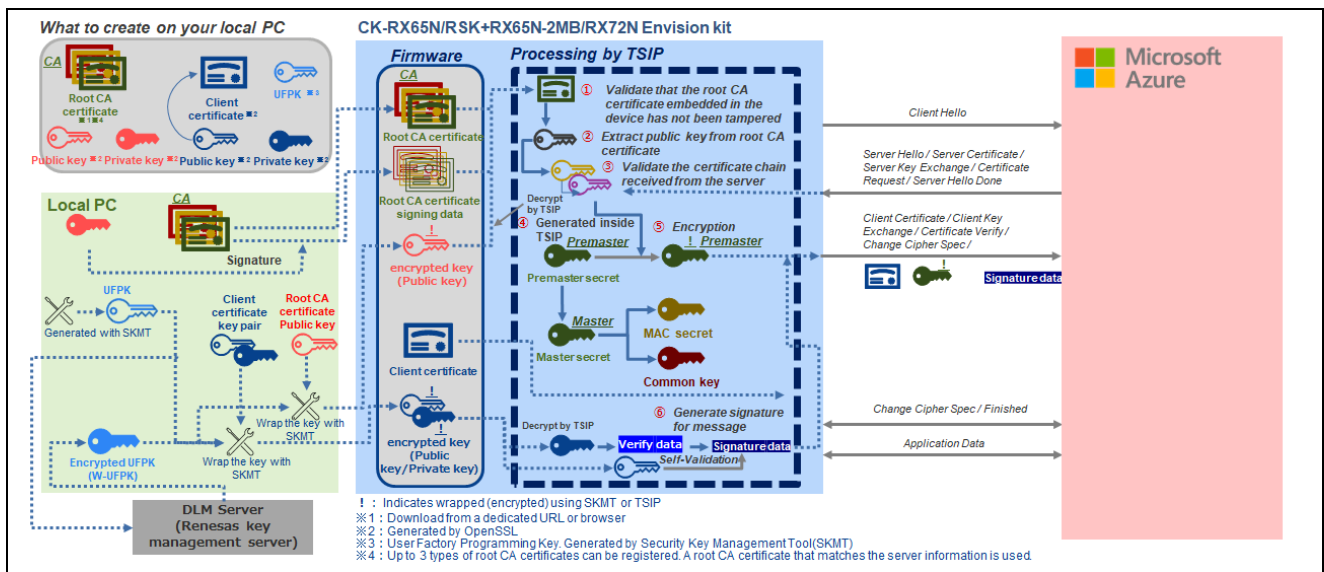 What to create on your local PC
CA
Root CA
certificate
※1※4
Client
certificate※2
UFPK ※3
Public key ※2
Private key ※2
Public key ※2
Private key ※2
Local PC
CA
Signature
UFPK
Generated with SKMT
Client
certificate
key pair
Root CA
certificate
Public key
Wrap the key with
SKMT
Encrypted UFPK
(W-UFPK)
Wrap the key with
SKMT
DLM Server
(Renesas key
management server)
CK-RX65N/RSK+RX65N-2MB/RX72N Envision kit
Firmware
CA
Root CA certificate
Root CA certificate
signing data
!
encrypted key
(Public key)
Client certificate
!
!
encrypted key
(Public
key/Private key)
Processing by TSIP
① Validate that the root CA
certificate embedded in the
device has not been tampered
② Extract public key from root CA
certificate
③ Validate the certificate chain
received from the server
Decrypt
by TSIP
④ Generated inside
TSIP
Premaster
Premaster secret
⑤ Encryption
! Premaster
Master
Master secret
MAC secret
Common key
⑥ Generate signature
for message
Decrypt by TSIP
Verify data
Signature data
Self-Validation
Microsoft
Azure
Client Hello
Server Hello / Server Certificate /
Server Key Exchange / Certificate
Request / Server Hello Done
Client Certificate / Client Key
Exchange / Certificate Verify /
Change Cipher Spec /
!
Signature data
Change Cipher Spec / Finished
Application Data
! : Indicates wrapped (encrypted) using SKMT or TSIP
※1 : Download from a dedicated URL or browser
※2 : Generated by OpenSSL
※3 : User Factory Programming Key. Generated by Security Key Management Tool(SKMT)
※4 : Up to 3 types of root CA certificates can be registered. A root CA certificate that matches the server information is used.